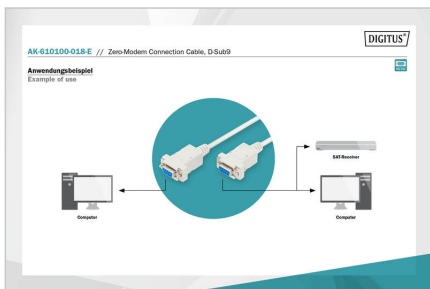 DIGITUS®
AK-610100-018-E // Zero-Modem Connection Cable, D-Sub9
Anwendungsbeispiel
Example of use
SAT-Receiver
Computer
Computer